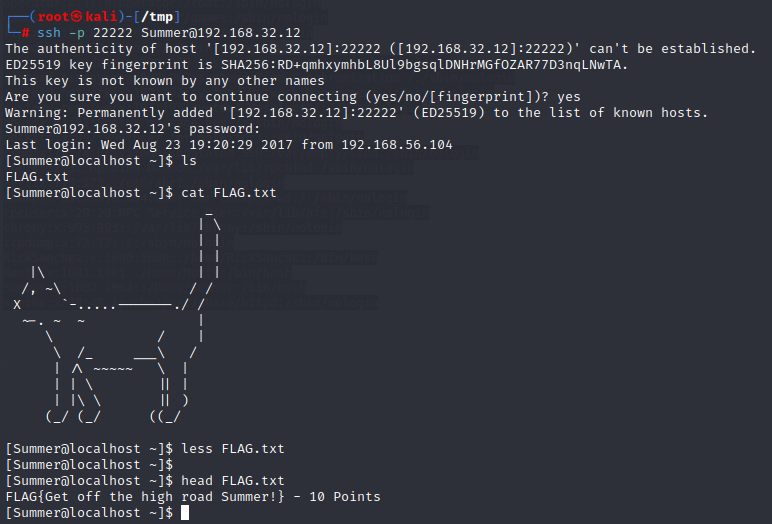 ┌──(root㉿kali)-[/tmp]
└─# ssh -p 22222 Summer@192.168.32.12
The authenticity of host '[192.168.32.12]:22222 ([192.168.32.12]:22222)' can't be established.
ED25519 key fingerprint is SHA256:RD+qmhxymhbL8Ul9bgsqlDNHrMGfOZAR77D3nqLNwTA.
This key is not known by any other names
Are you sure you want to continue connecting (yes/no/[fingerprint])? yes
Warning: Permanently added '[192.168.32.12]:22222' (ED25519) to the list of known hosts.
Summer@192.168.32.12's password:
Last login: Wed Aug 23 19:20:29 2017 from 192.168.56.104
[Summer@localhost ~]$ ls
FLAG.txt
[Summer@localhost ~]$ cat FLAG.txt
                         _
                        | \
                        | |
                        | |
   |\                   | |
  /, ~\                / /
 X     `-.....-------./ /
  ~-. ~  ~              |
     \             /    |
      \  /_     ___\   /
      | /\ ~~~~~   \  |
      | | \        || |
      | |\ \       || )
     (_/ (_/      ((_/
[Summer@localhost ~]$ less FLAG.txt
[Summer@localhost ~]$
[Summer@localhost ~]$ head FLAG.txt
FLAG{Get off the high road Summer!} - 10 Points
[Summer@localhost ~]$